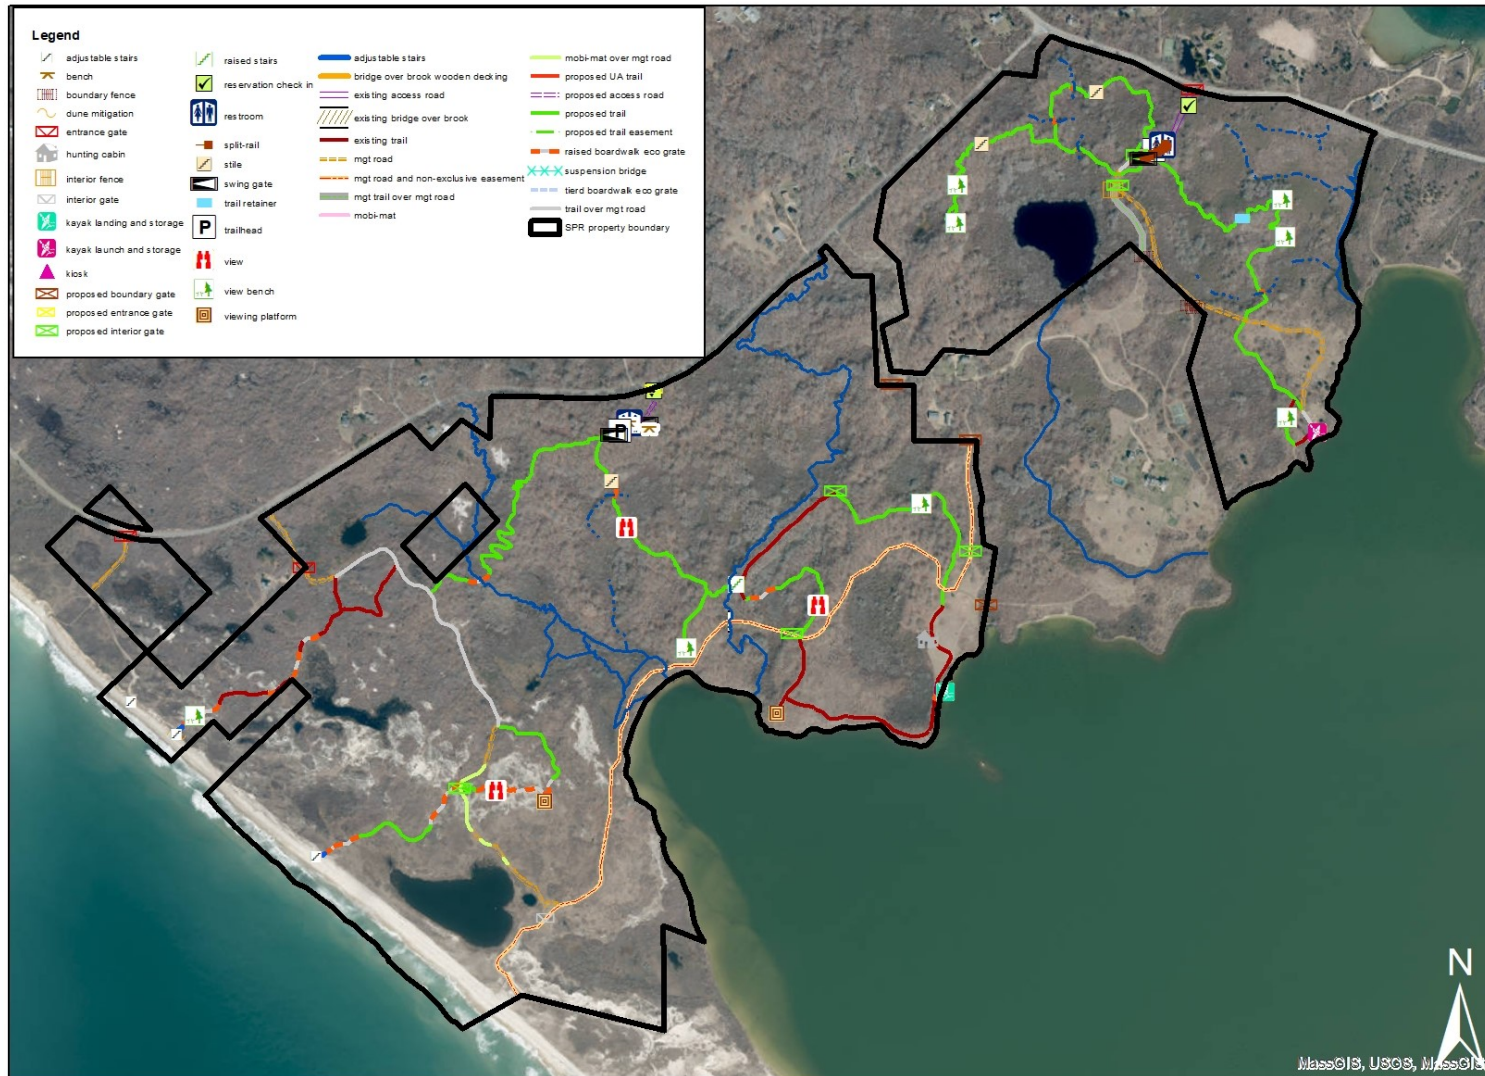 Legend
adjustable stairs
bench
boundary fence
dune mitigation
entrance gate
hunting cabin
interior fence
interior gate
kayak landing and storage
kayak launch and storage
kiosk
proposed boundary gate
proposed entrance gate
proposed interior gate
raised stairs
reservation check in
restroom
split-rail
stile
swing gate
trail retainer
P trailhead
view
view bench
viewing platform
adjustable stairs
bridge over brook wooden decking
existing access road
existing bridge over brook
existing trail
mgt road
mgt road and non-exclusive easement
mgt trail over mgt road
mobi-mat
mobi-mat over mgt road
proposed UA trail
proposed access road
proposed trail
proposed trail easement
raised boardwalk eco grate
suspension bridge
tierd boardwalk eco grate
trail over mgt road
SPR property boundary
P
N
MassGIS, USGS, MassGIS